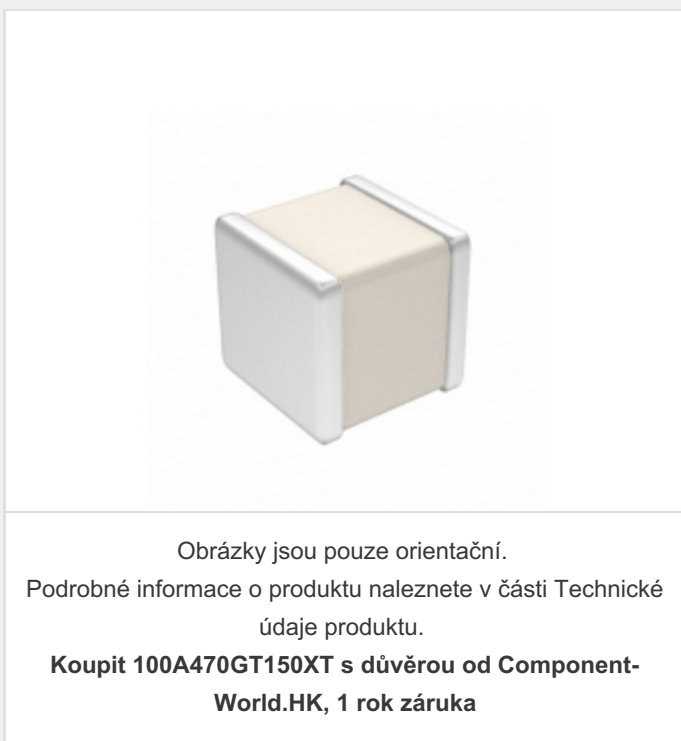 Obrázky jsou pouze orientační.
Podrobné informace o produktu naleznete v části Technické
údaje produktu.
Koupit 100A470GT150XT s důvěrou od Component-
World.HK, 1 rok záruka